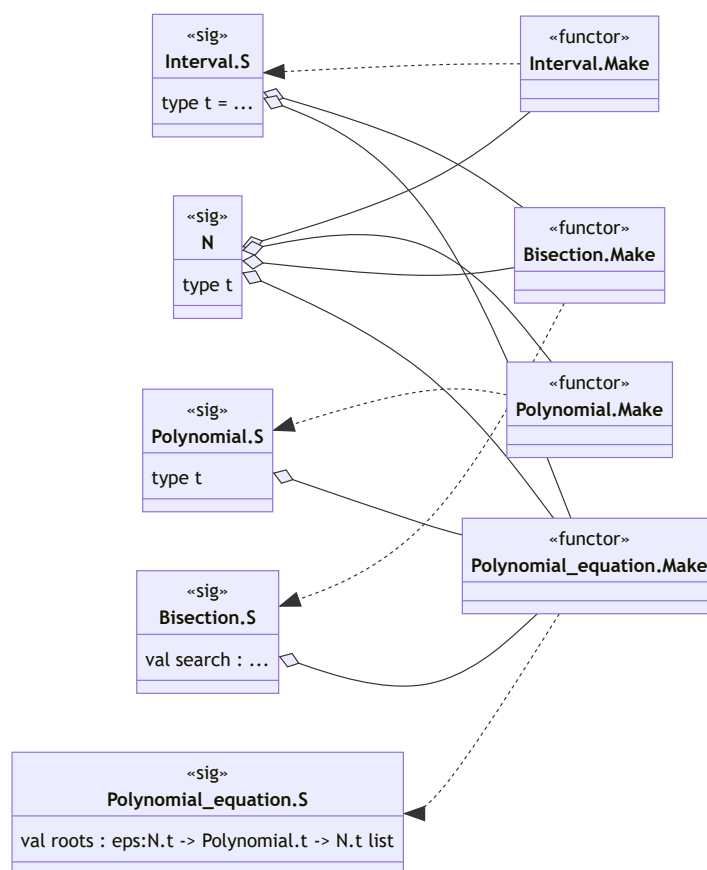 «sig»
Interval.S
type t = ...
«functor»
Interval.Make
«sig»
N
type t
«functor»
Bisection.Make
«sig»
Polynomial.S
type t
«functor»
Polynomial.Make
«functor»
Polynomial_equation.Make
«sig»
Bisection.S
val search : ...
«sig»
Polynomial_equation.S
val roots : eps:N.t -> Polynomial.t -> N.t list